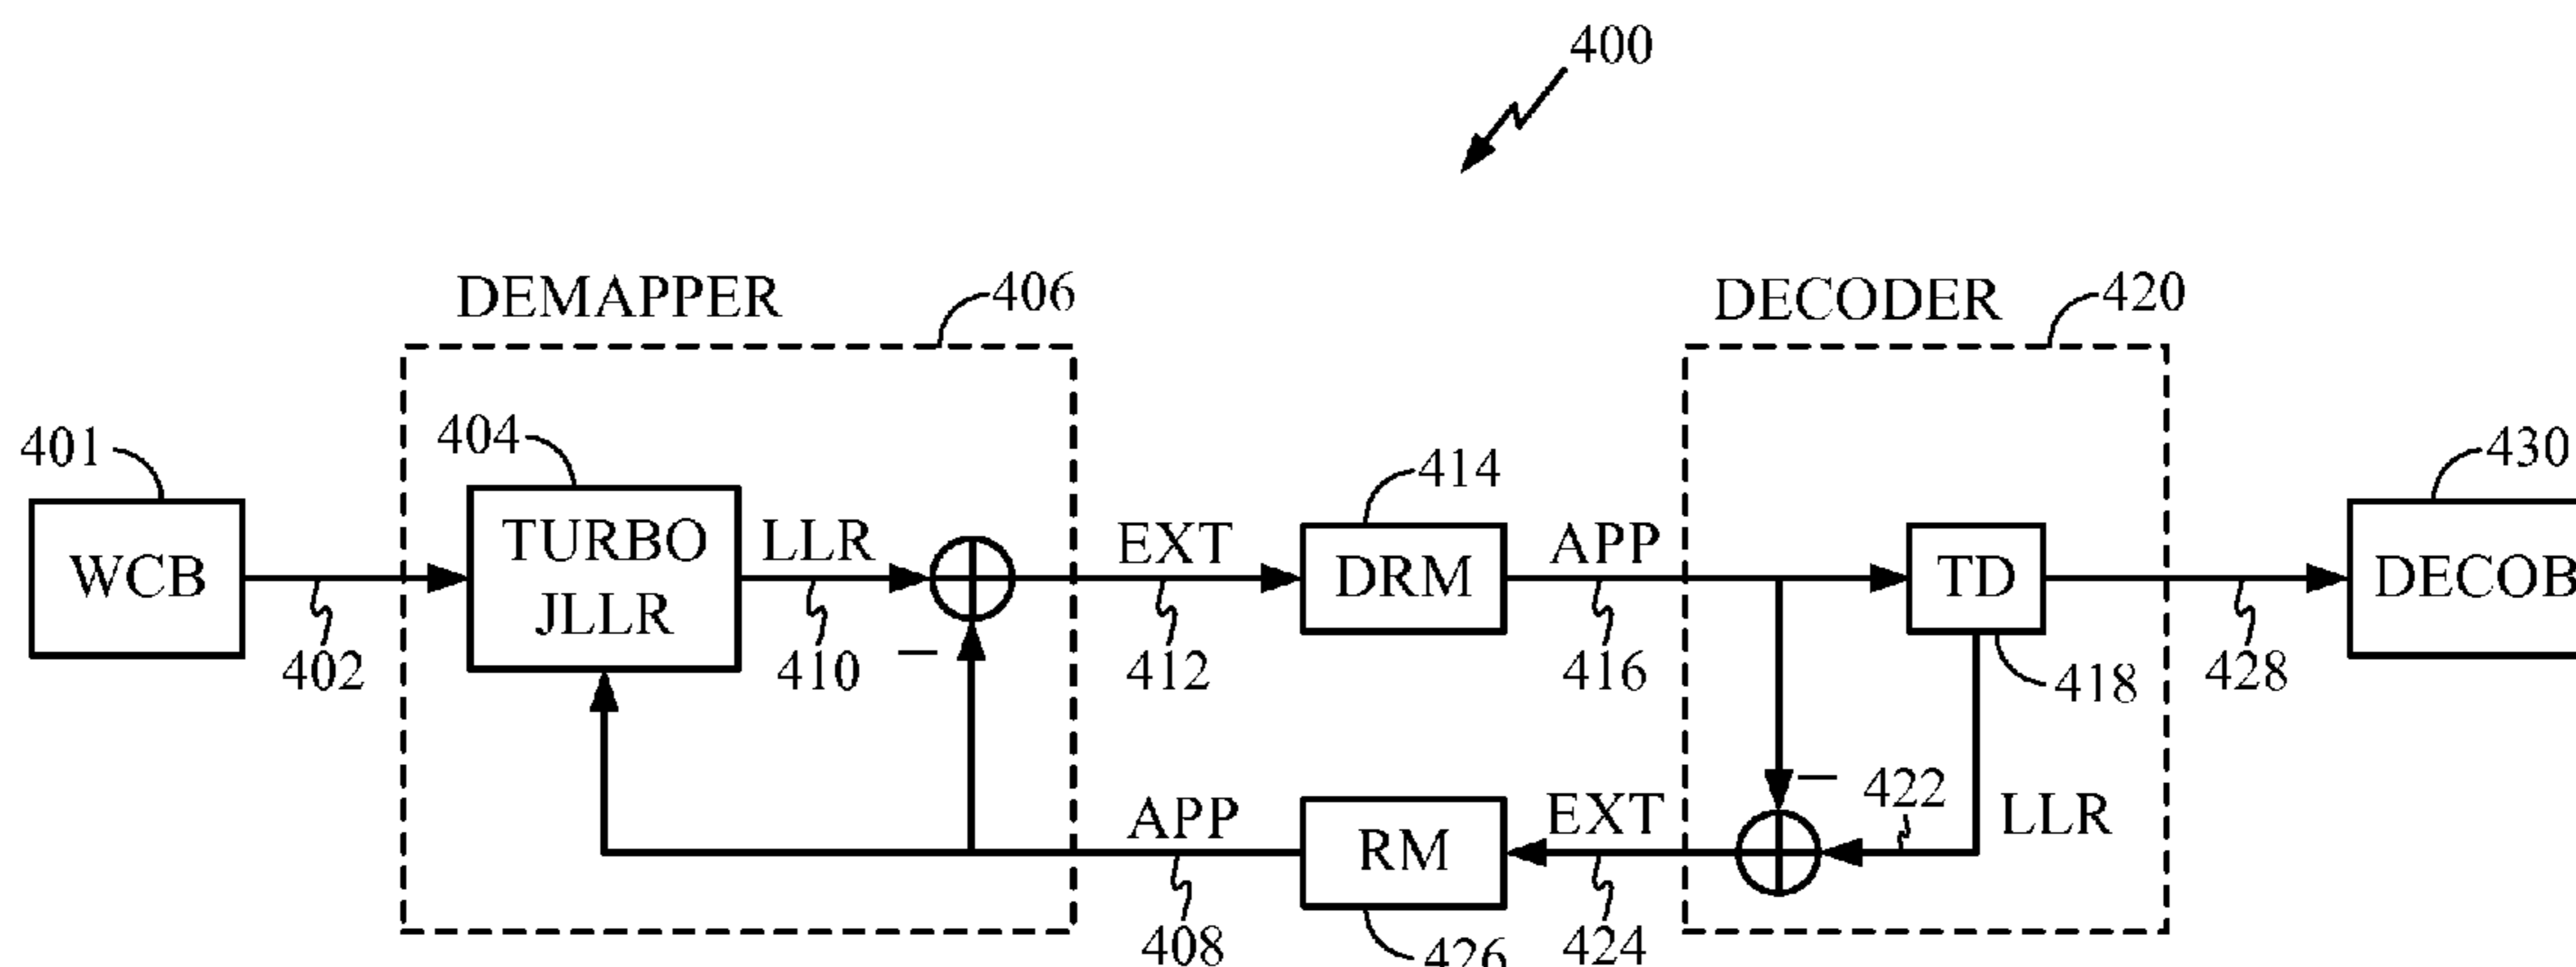 400
DEMAPPER
406
DECODER
420
401
404
414
430
WCB
TURBO
JLLR
LLR
EXT
DRM
APP
TD
DECOB
402
410
−
412
416
418
428
−
422
LLR
APP
RM
EXT
408
426
424